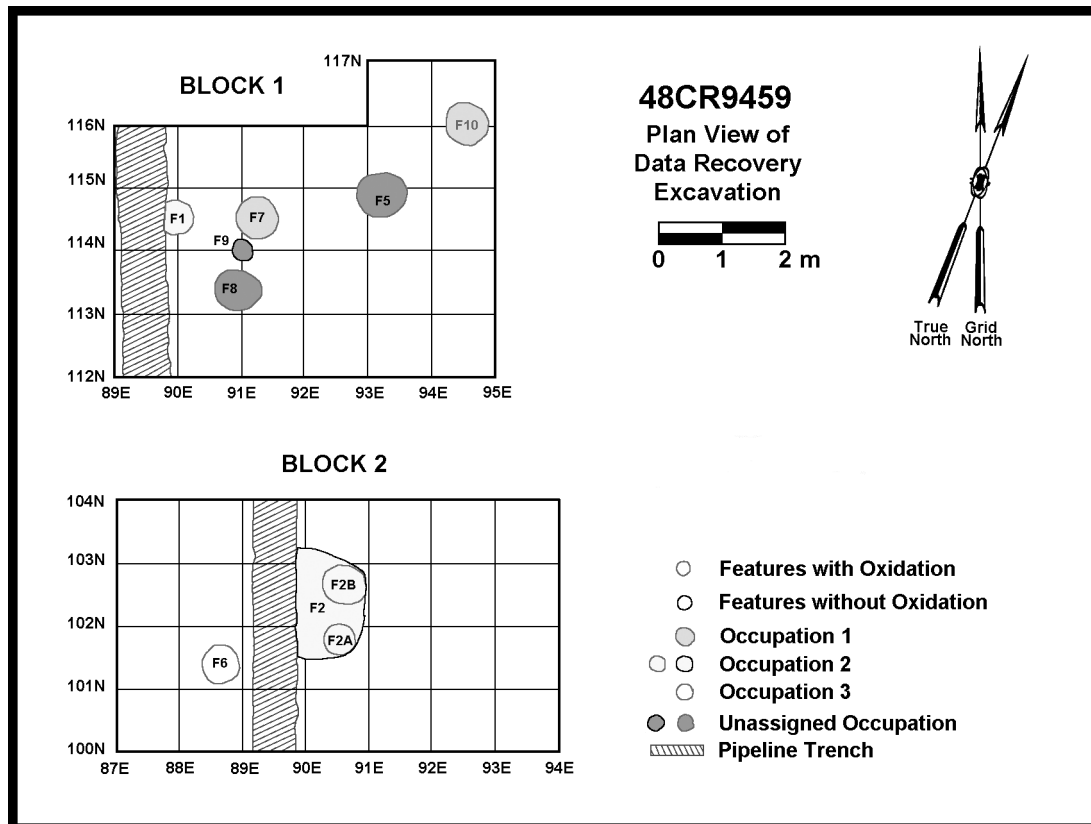 117N
BLOCK 1
48CR9459
Plan View of
Data Recovery
Excavation
0 1 2 m
True
North
Grid
North
116N
F10
115N
F5
F1
F7
F9
114N
F8
113N
112N
89E 90E 91E 92E 93E 94E 95E
BLOCK 2
104N
103N
F2B
F2
102N
F2A
F6
101N
100N
87E 88E 89E 90E 91E 92E 93E 94E
Features with Oxidation
Features without Oxidation
Occupation 1
Occupation 2
Occupation 3
Unassigned Occupation
Pipeline Trench